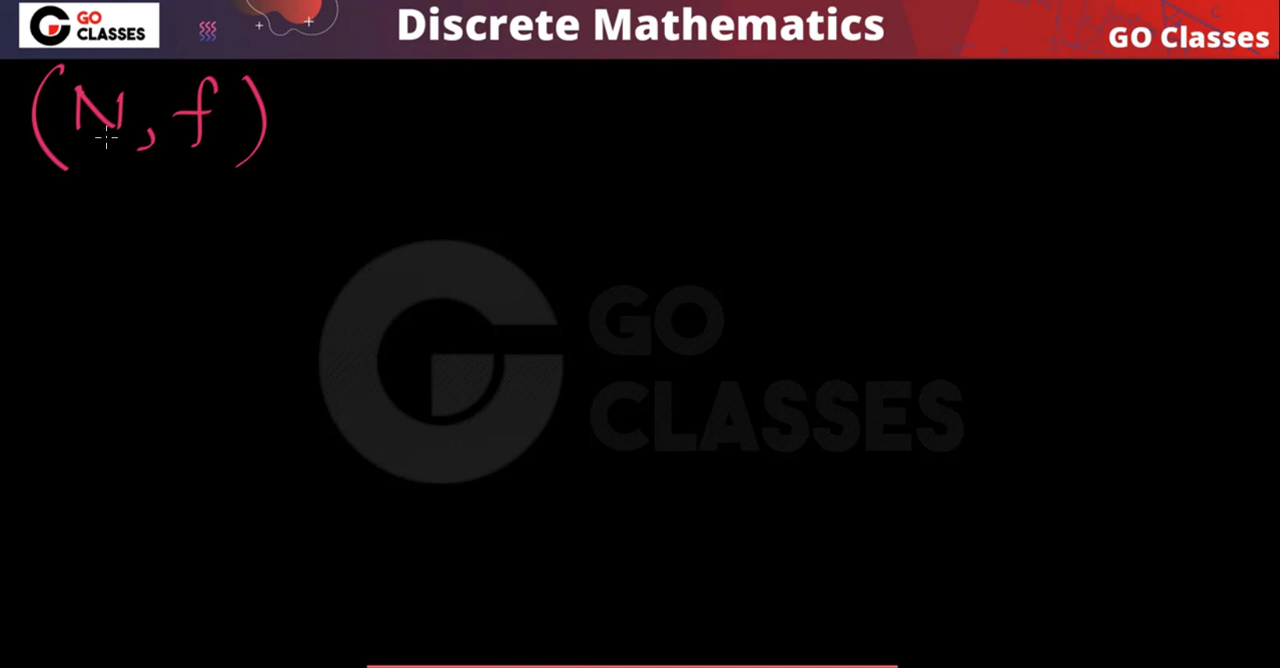 GO
CLASSES
Discrete Mathematics
GO Classes
(N, f)
GO
CLASSES